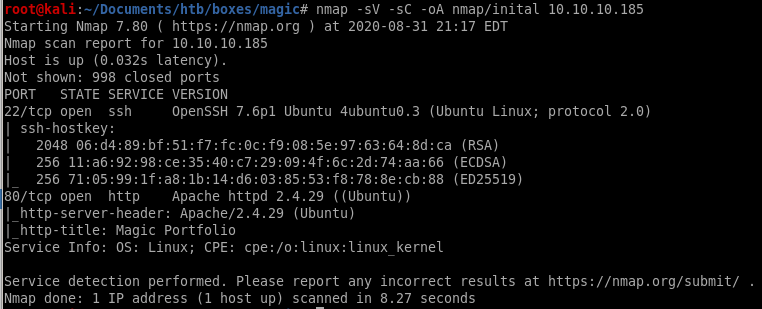 root@kali:~/Documents/htb/boxes/magic# nmap -sV -sC -oA nmap/inital 10.10.10.185
Starting Nmap 7.80 ( https://nmap.org ) at 2020-08-31 21:17 EDT
Nmap scan report for 10.10.10.185
Host is up (0.032s latency).
Not shown: 998 closed ports
PORT   STATE SERVICE VERSION
22/tcp open  ssh     OpenSSH 7.6p1 Ubuntu 4ubuntu0.3 (Ubuntu Linux; protocol 2.0)
| ssh-hostkey:
|   2048 06:d4:89:bf:51:f7:fc:0c:f9:08:5e:97:63:64:8d:ca (RSA)
|   256 11:a6:92:98:ce:35:40:c7:29:09:4f:6c:2d:74:aa:66 (ECDSA)
|_  256 71:05:99:1f:a8:1b:14:d6:03:85:53:f8:78:8e:cb:88 (ED25519)
80/tcp open  http    Apache httpd 2.4.29 ((Ubuntu))
|_http-server-header: Apache/2.4.29 (Ubuntu)
|_http-title: Magic Portfolio
Service Info: OS: Linux; CPE: cpe:/o:linux:linux_kernel

Service detection performed. Please report any incorrect results at https://nmap.org/submit/ .
Nmap done: 1 IP address (1 host up) scanned in 8.27 seconds